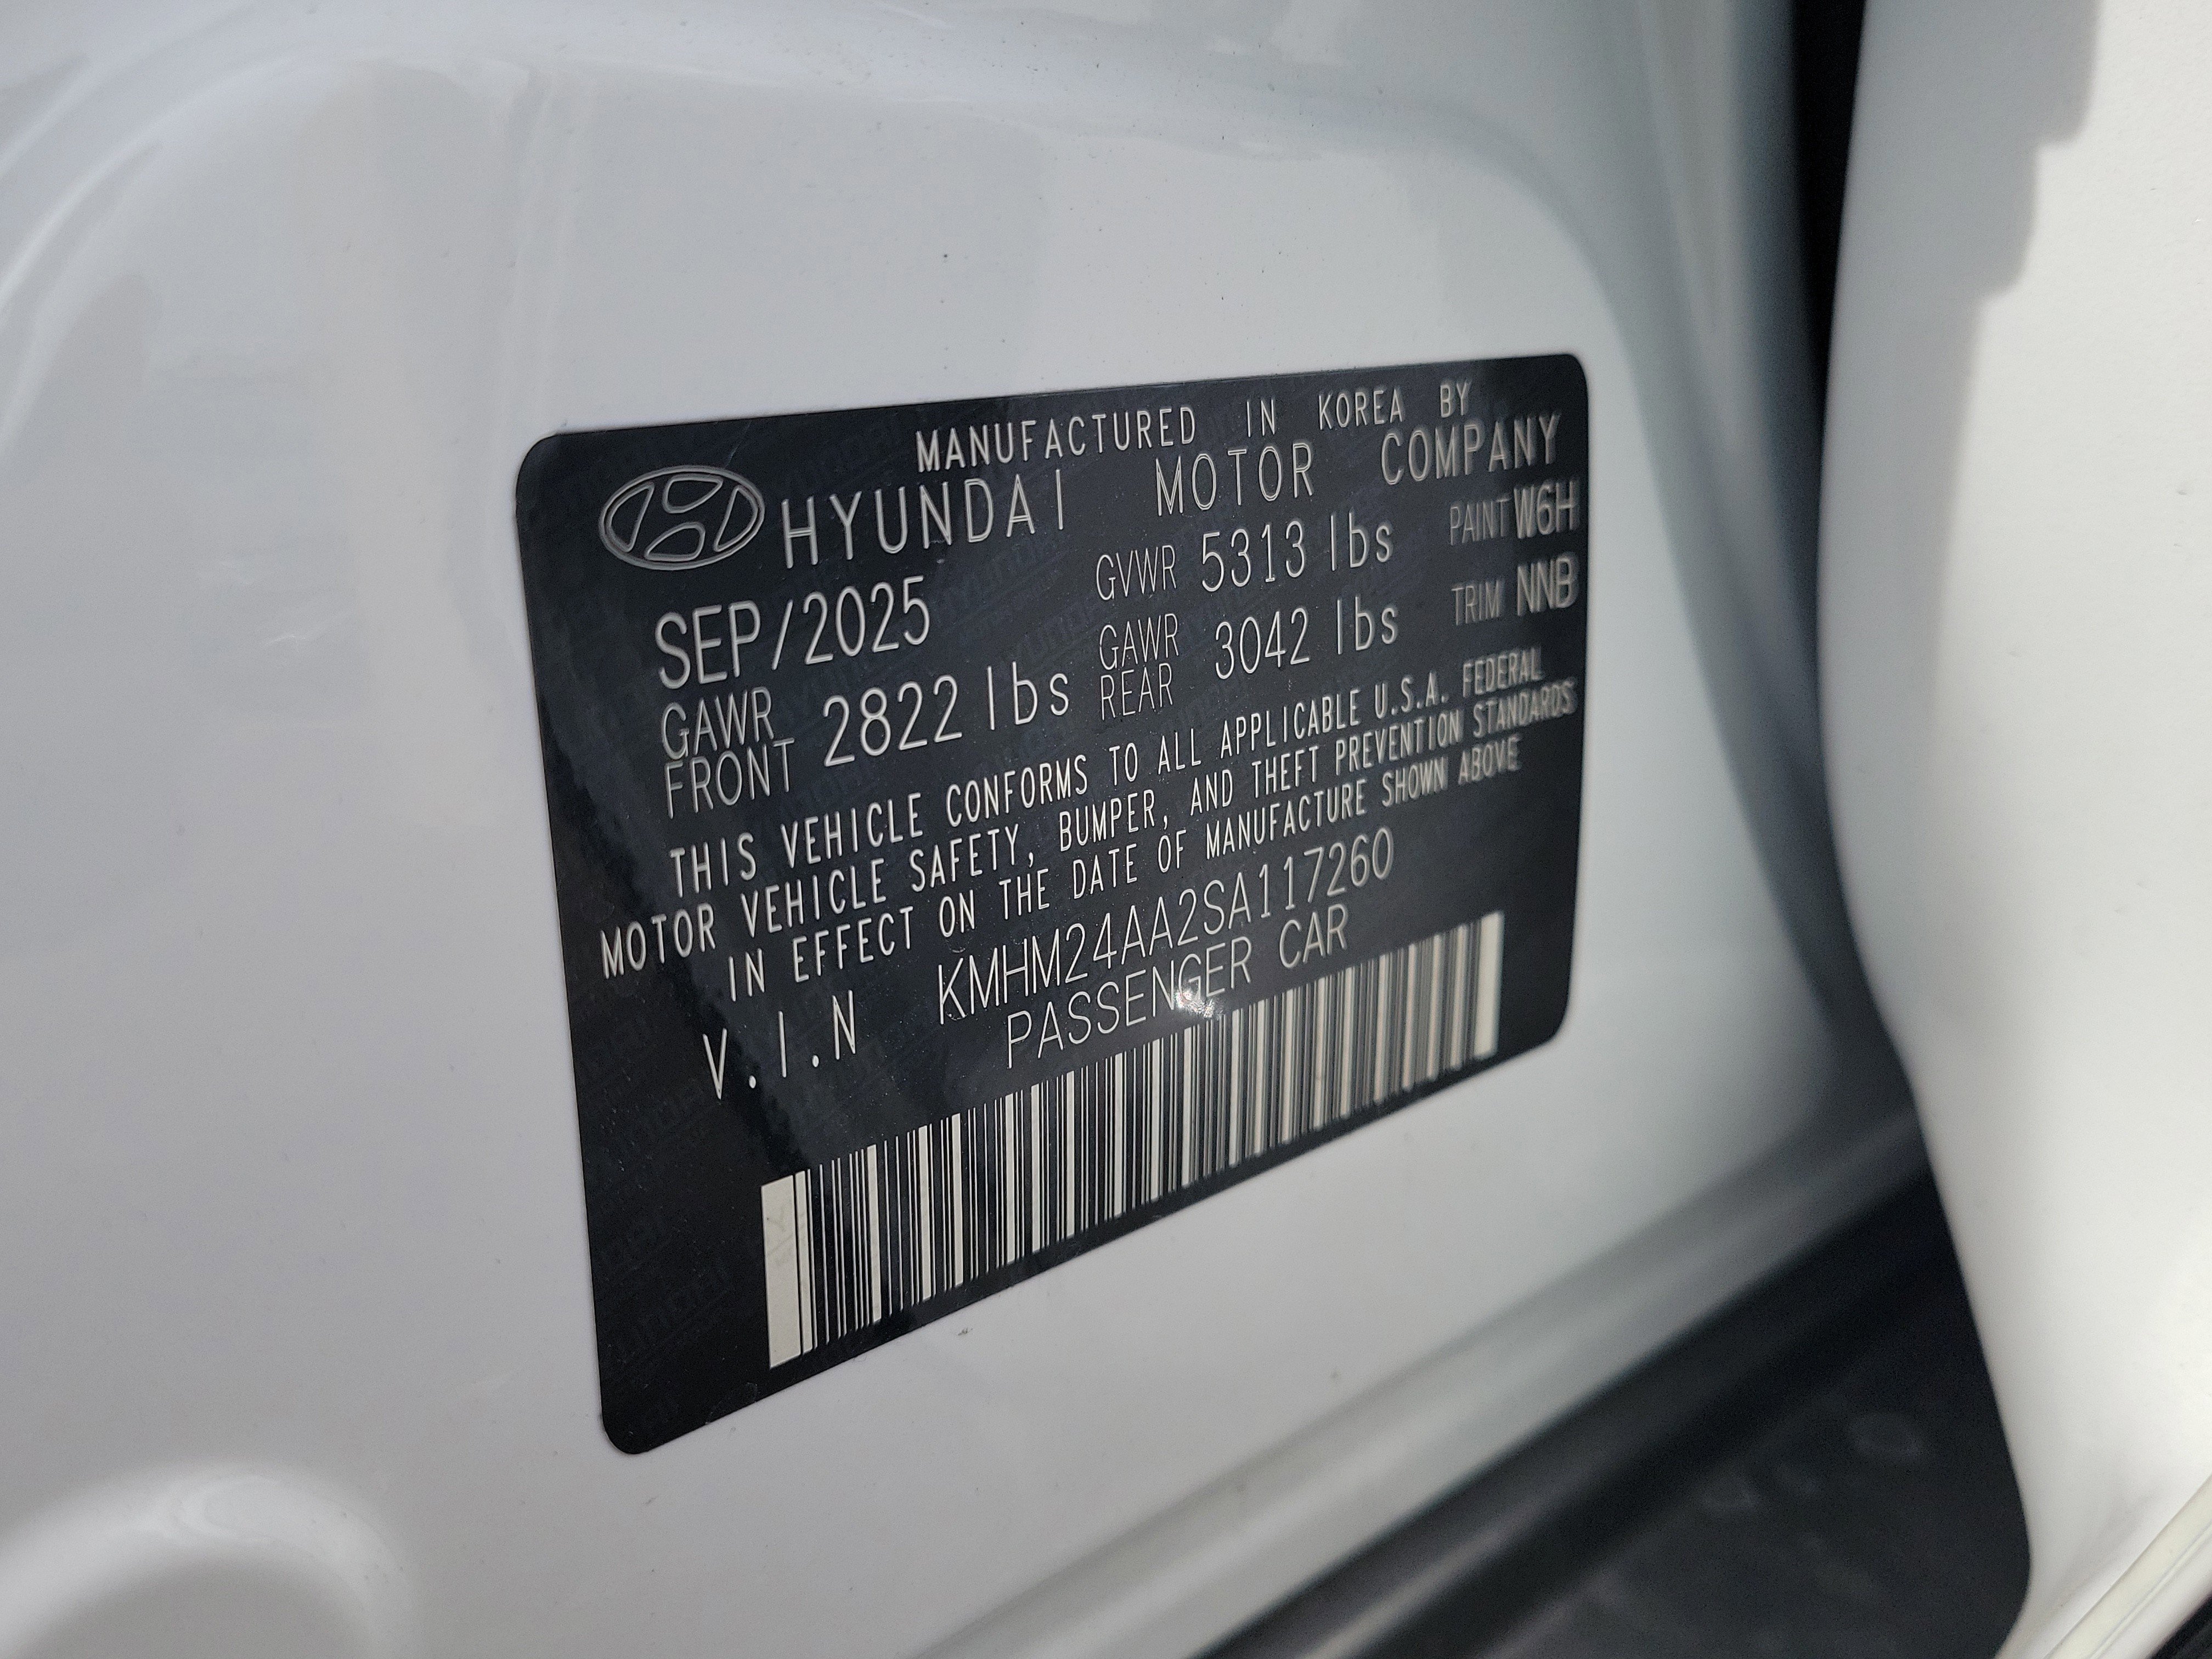 MANUFACTURED IN KOREA BY
HYUNDAI MOTOR COMPANY
SEP/2025 GVWR 5313 lbs PAINT W6H
GAWR FRONT 2822 lbs GAWR REAR 3042 lbs TRIM NNB
THIS VEHICLE CONFORMS TO ALL APPLICABLE U.S.A. FEDERAL
MOTOR VEHICLE SAFETY, BUMPER, AND THEFT PREVENTION STANDARDS
IN EFFECT ON THE DATE OF MANUFACTURE SHOWN ABOVE
V.I.N KMHM24AA2SA117260
PASSENGER CAR